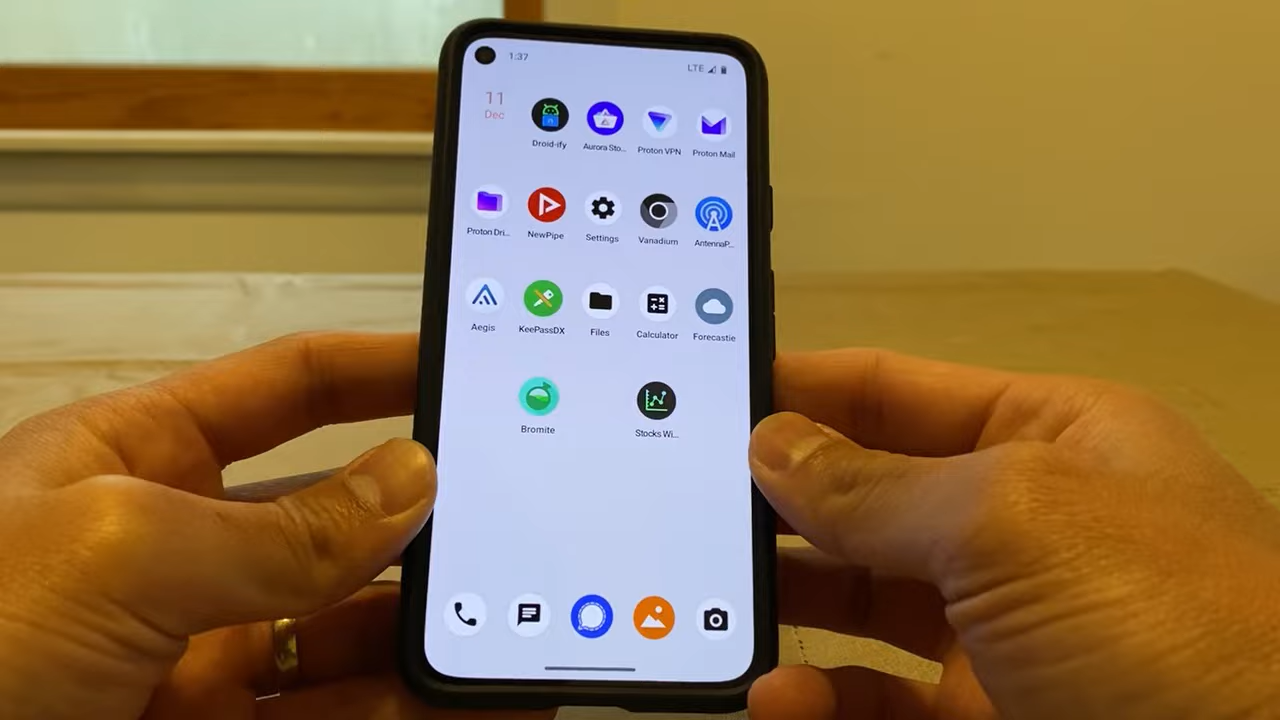 1:37
LTE
11
Dec
Droid-ify
Aurora Sto...
Proton VPN
Proton Mail
Proton Dri...
NewPipe
Settings
Vanadium
AntennaP...
Aegis
KeePassDX
Files
Calculator
Forecastie
Bromite
Stocks Wi...